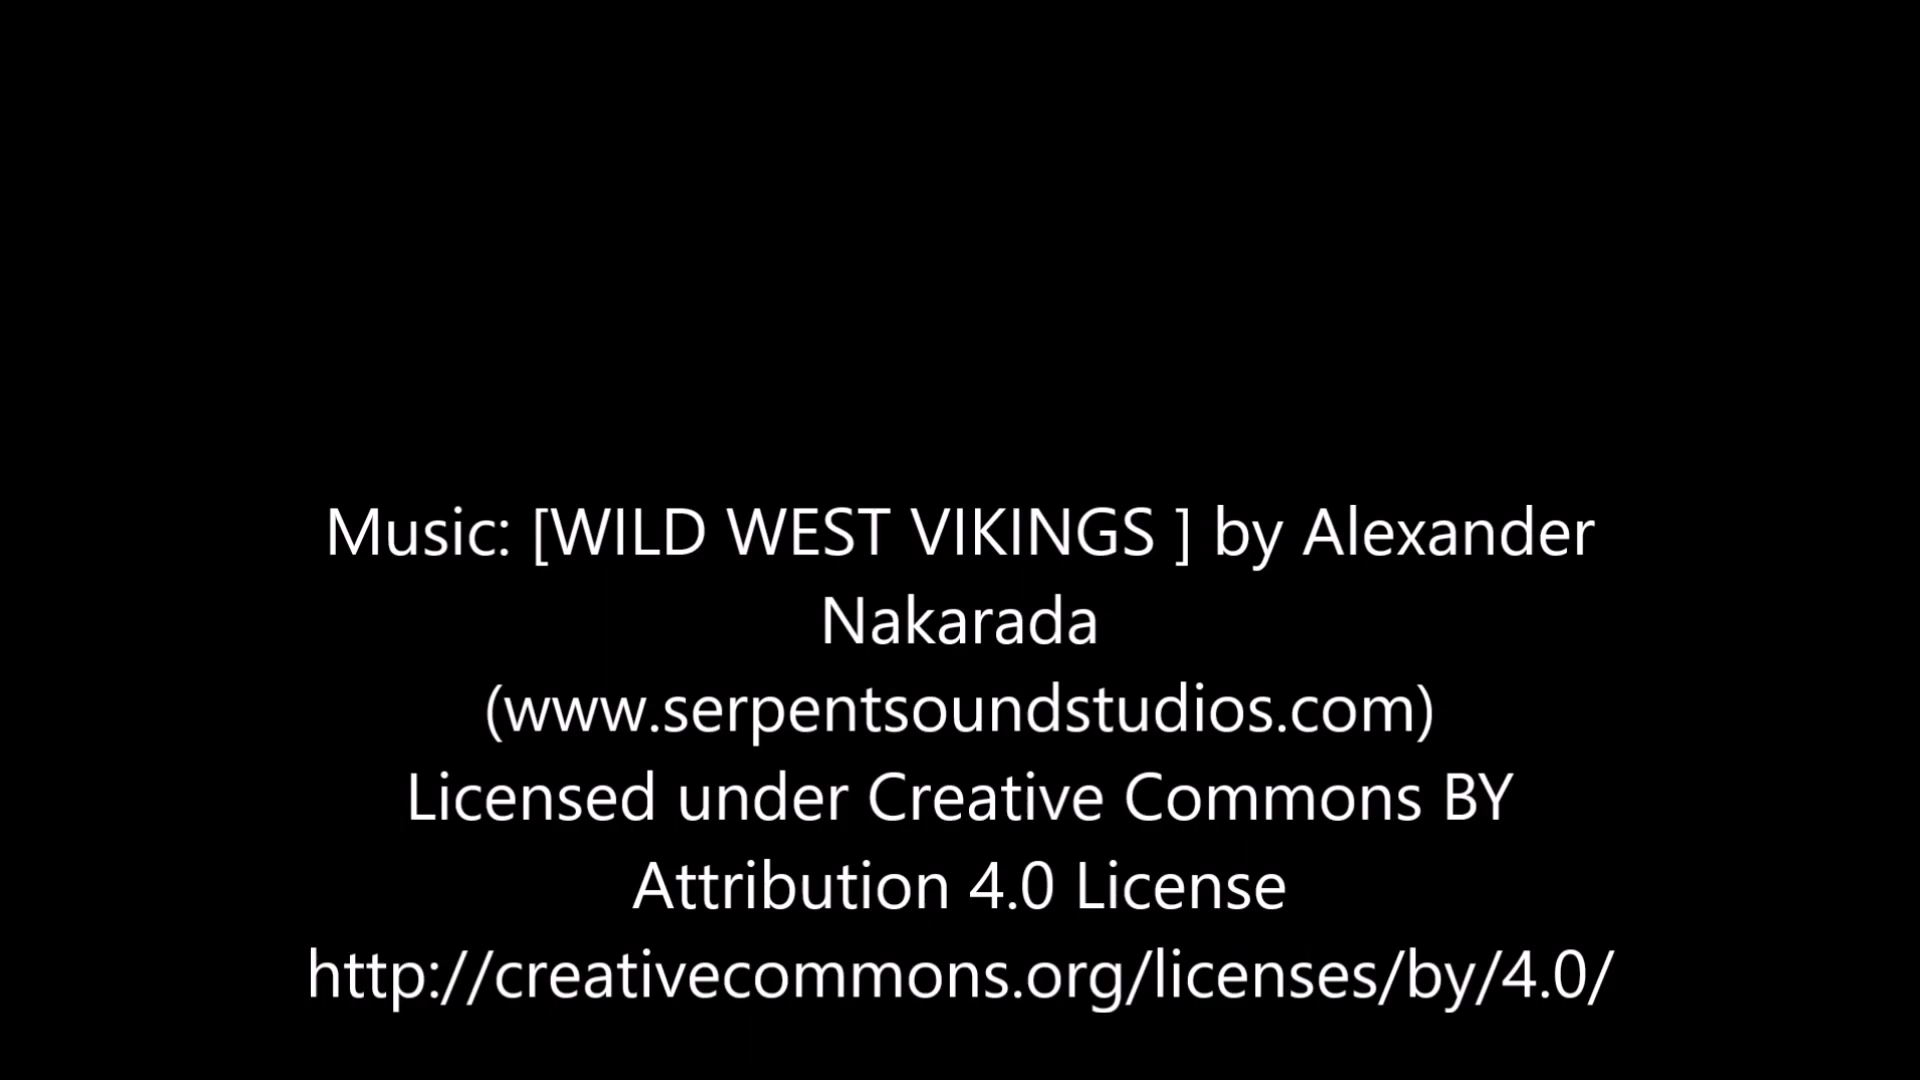 Music: [WILD WEST VIKINGS ] by Alexander
Nakarada
(www.serpentsoundstudios.com)
Licensed under Creative Commons BY
Attribution 4.0 License
http://creativecommons.org/licenses/by/4.0/